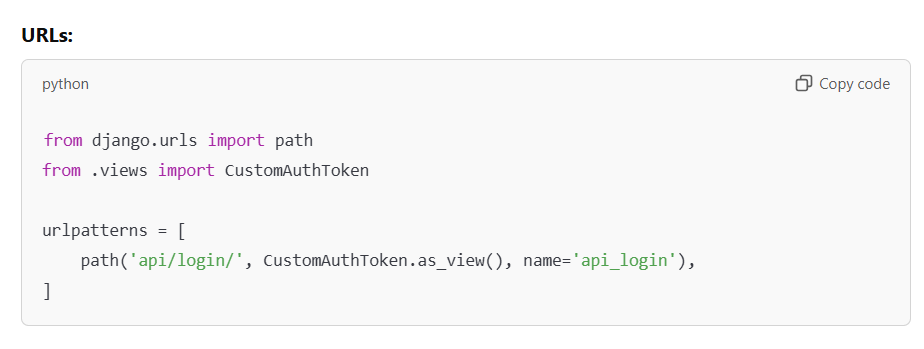 URLs:
python
Copy code
from django.urls import path
from .views import CustomAuthToken
urlpatterns = [
    path('api/login/', CustomAuthToken.as_view(), name='api_login'),
]